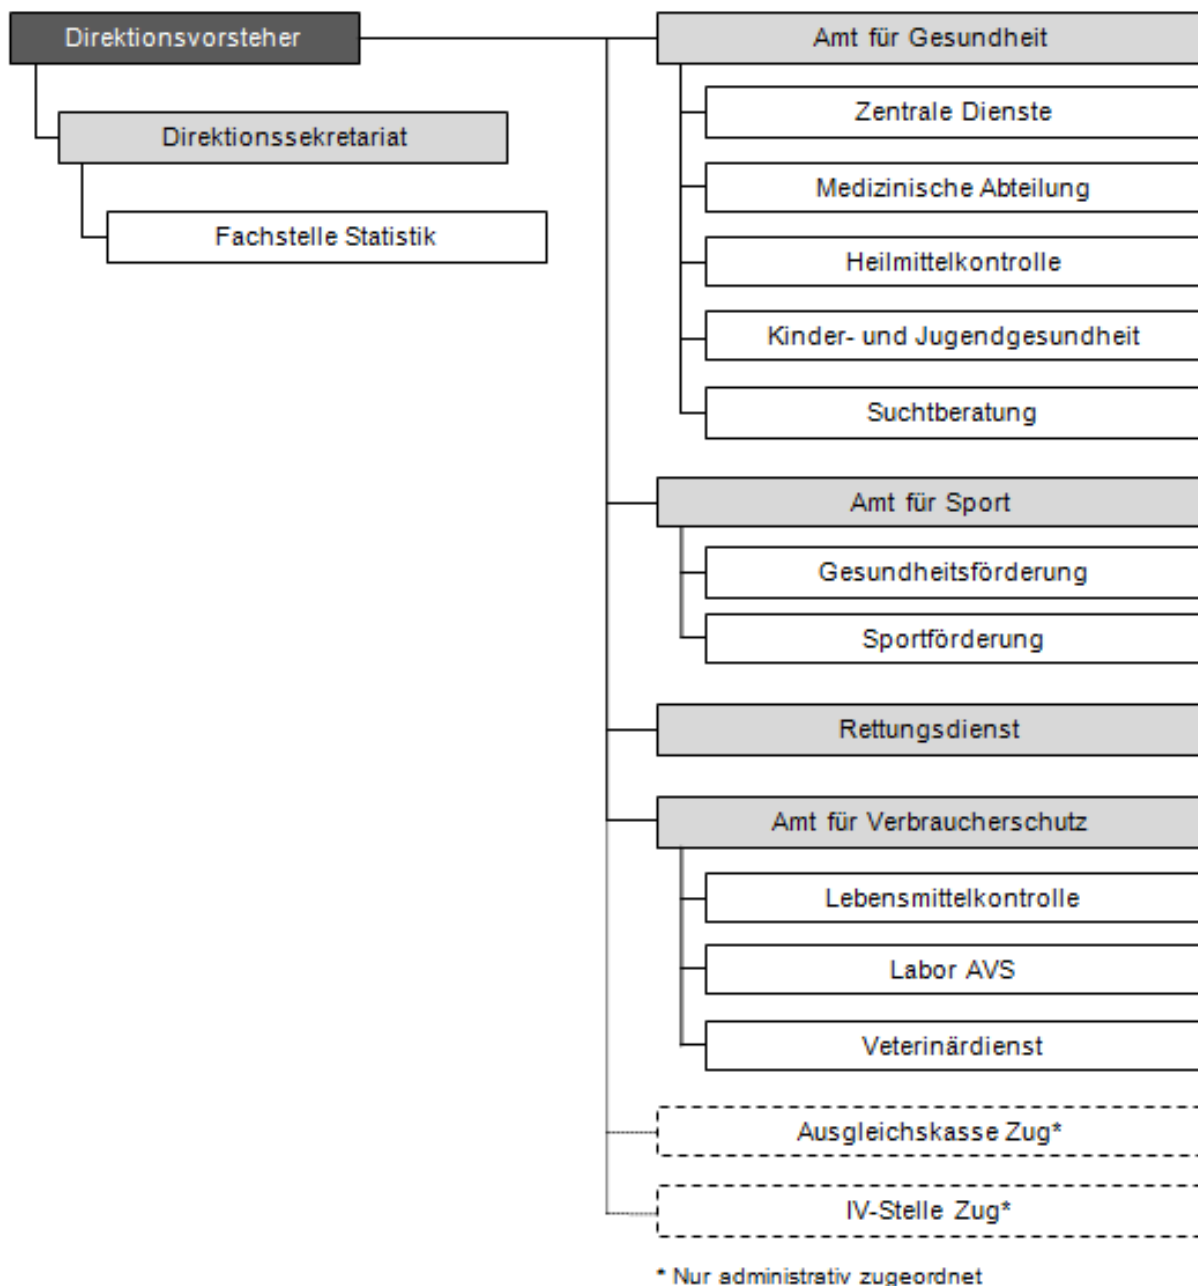 Direktionsvorsteher
Direktionssekretariat
Fachstelle Statistik
Amt für Gesundheit
Zentrale Dienste
Medizinische Abteilung
Heilmittelkontrolle
Kinder- und Jugendgesundheit
Suchtberatung
Amt für Sport
Gesundheitsförderung
Sportförderung
Rettungsdienst
Amt für Verbraucherschutz
Lebensmittelkontrolle
Labor AVS
Veterinärdienst
Ausgleichskasse Zug*
IV-Stelle Zug*
* Nur administrativ zugeordnet